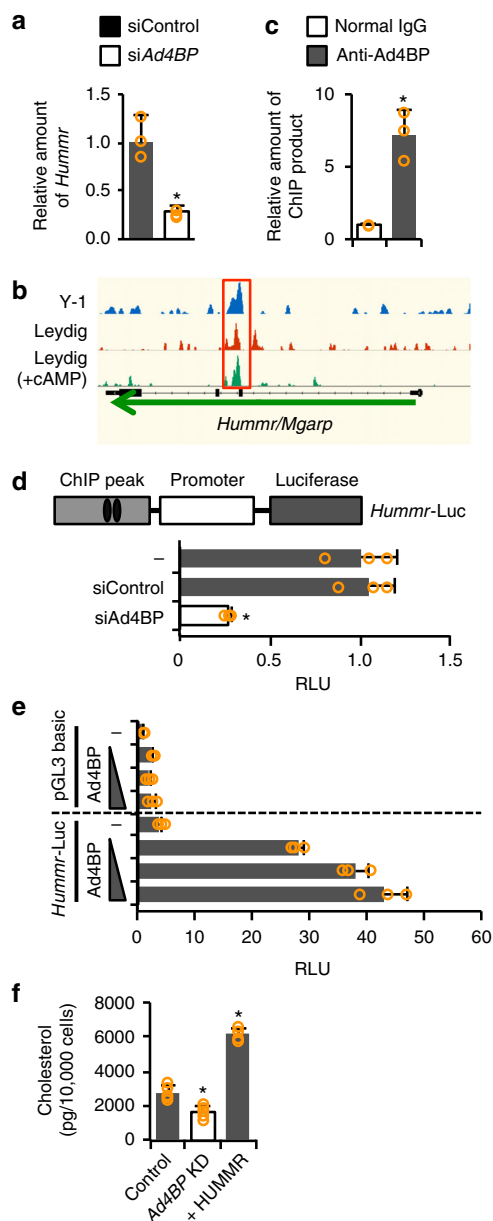 a
siControl
siAd4BP
Relative amount
of Hummr
1.5
1.0
0.5
0.0
*
c
Normal IgG
Anti-Ad4BP
Relative amount of
ChIP product
10
5
0
*
b
Y-1
Leydig
Leydig
(+cAMP)
Hummr/Mgarp
d
ChIP peak
Promoter
Luciferase
Hummr-Luc
–
siControl
siAd4BP
*
0
0.5
1.0
1.5
RLU
e
pGL3 basic
Ad4BP
–
Hummr-Luc
Ad4BP
–
0
10
20
30
40
50
60
RLU
f
Cholesterol
(pg/10,000 cells)
8000
6000
4000
2000
0
*
*
Control
Ad4BP KD
+ HUMMR